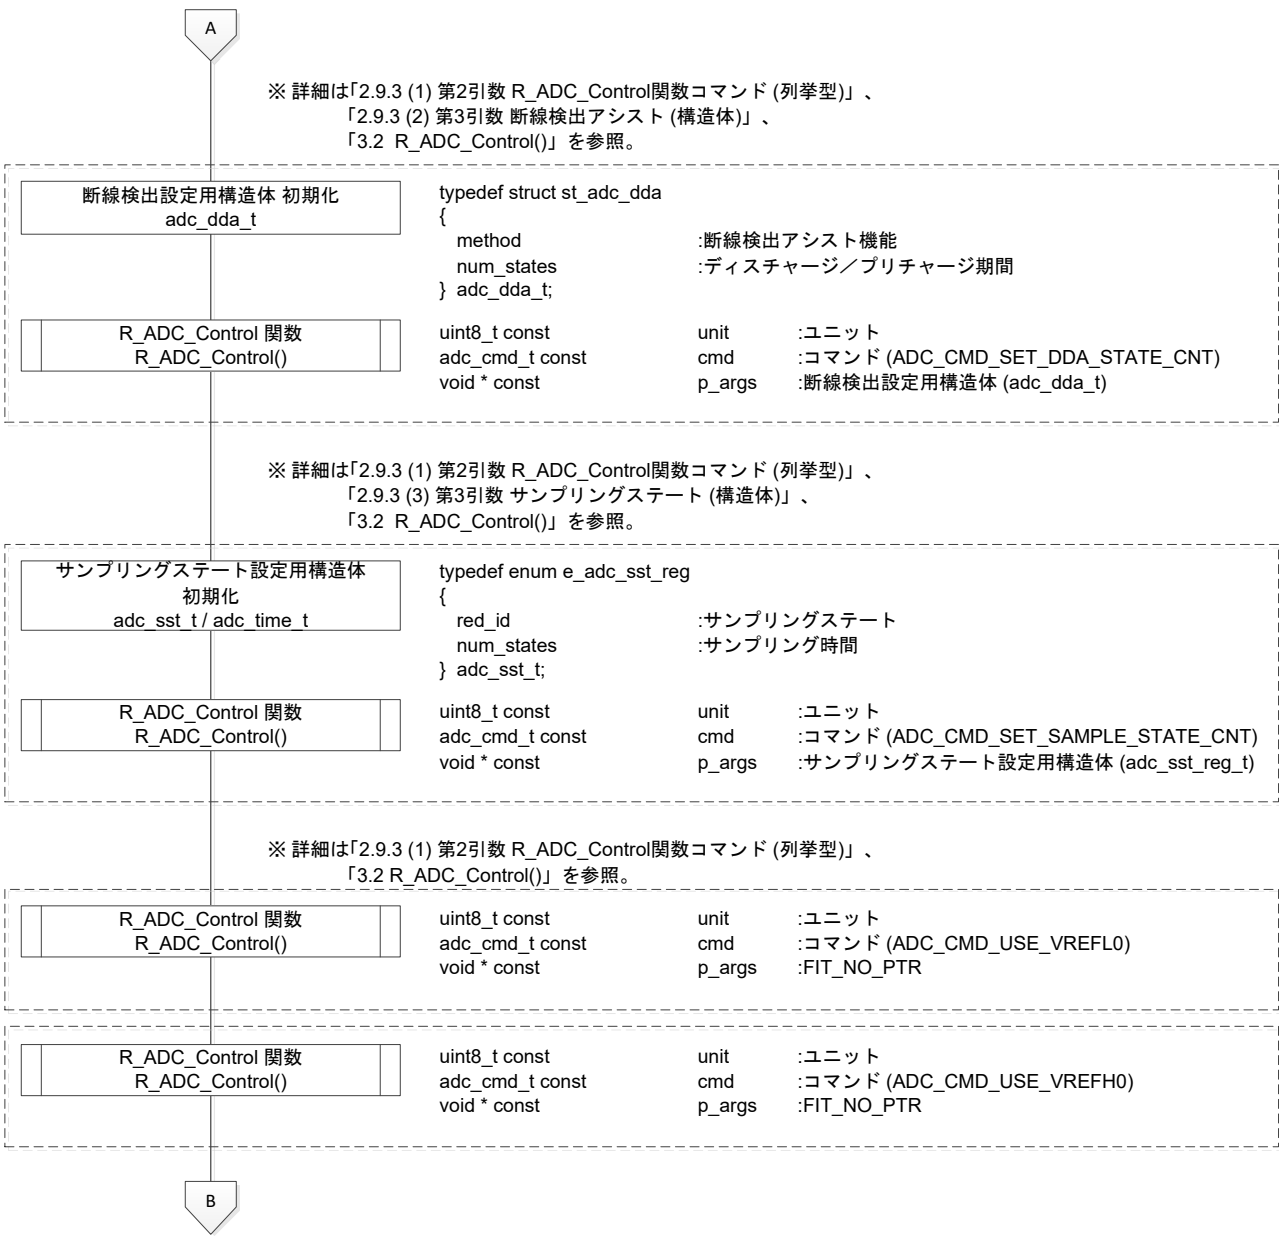 A
※ 詳細は「2.9.3 (1) 第2引数 R_ADC_Control関数コマンド (列挙型)」、
「2.9.3 (2) 第3引数 断線検出アシスト (構造体)」、
「3.2 R_ADC_Control()」を参照。
断線検出設定用構造体 初期化
adc_dda_t
typedef struct st_adc_dda
{
method :断線検出アシスト機能
num_states :ディスチャージ／プリチャージ期間
} adc_dda_t;
R_ADC_Control 関数
R_ADC_Control()
uint8_t const unit :ユニット
adc_cmd_t const cmd :コマンド (ADC_CMD_SET_DDA_STATE_CNT)
void * const p_args :断線検出設定用構造体 (adc_dda_t)
※ 詳細は「2.9.3 (1) 第2引数 R_ADC_Control関数コマンド (列挙型)」、
「2.9.3 (3) 第3引数 サンプリングステート (構造体)」、
「3.2 R_ADC_Control()」を参照。
サンプリングステート設定用構造体
初期化
adc_sst_t / adc_time_t
typedef enum e_adc_sst_reg
{
red_id :サンプリングステート
num_states :サンプリング時間
} adc_sst_t;
R_ADC_Control 関数
R_ADC_Control()
uint8_t const unit :ユニット
adc_cmd_t const cmd :コマンド (ADC_CMD_SET_SAMPLE_STATE_CNT)
void * const p_args :サンプリングステート設定用構造体 (adc_sst_reg_t)
※ 詳細は「2.9.3 (1) 第2引数 R_ADC_Control関数コマンド (列挙型)」、
「3.2 R_ADC_Control()」を参照。
R_ADC_Control 関数
R_ADC_Control()
uint8_t const unit :ユニット
adc_cmd_t const cmd :コマンド (ADC_CMD_USE_VREFL0)
void * const p_args :FIT_NO_PTR
R_ADC_Control 関数
R_ADC_Control()
uint8_t const unit :ユニット
adc_cmd_t const cmd :コマンド (ADC_CMD_USE_VREFH0)
void * const p_args :FIT_NO_PTR
B